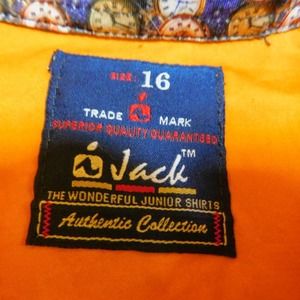 SIZE 16
TRADE MARK
SUPERIOR QUALITY GUARANTEED
Jack™
THE WONDERFUL JUNIOR SHIRTS
Authentic Collection